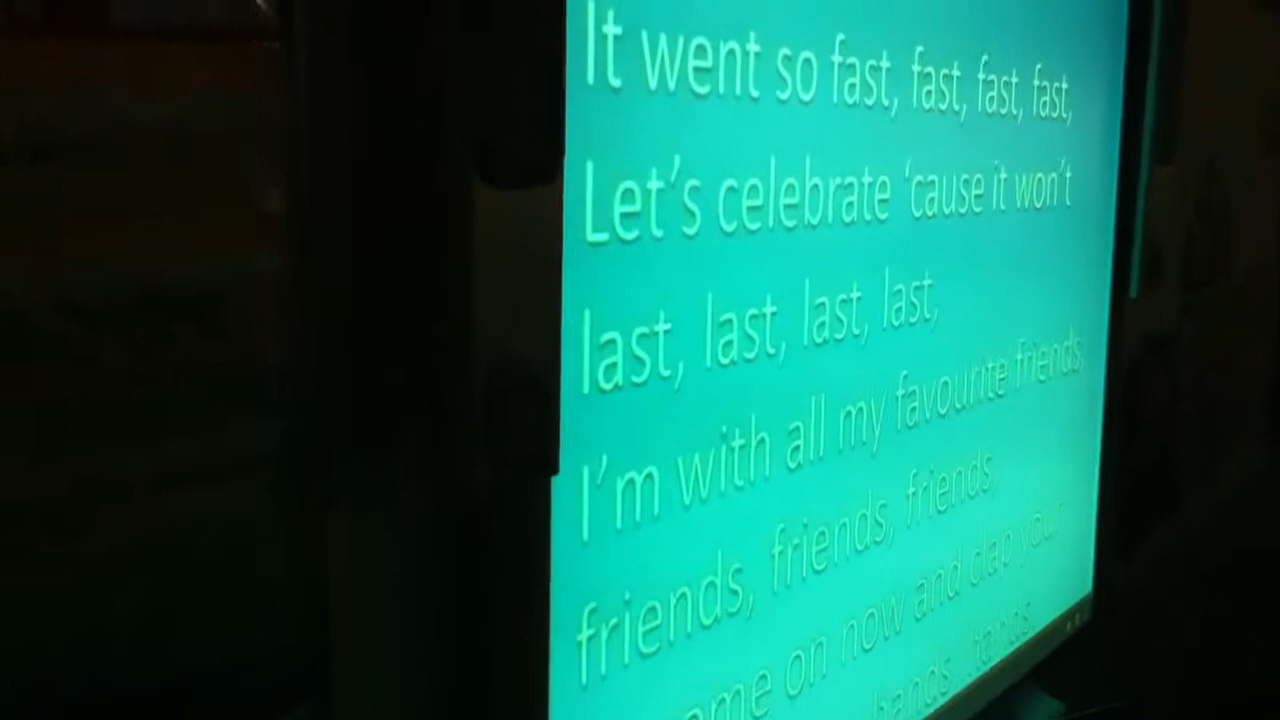 It went so fast, fast, fast, fast,
Let's celebrate 'cause it won't
last, last, last, last,
I'm with all my favourite friends,
friends, friends, friends,
on now and clap your
hands